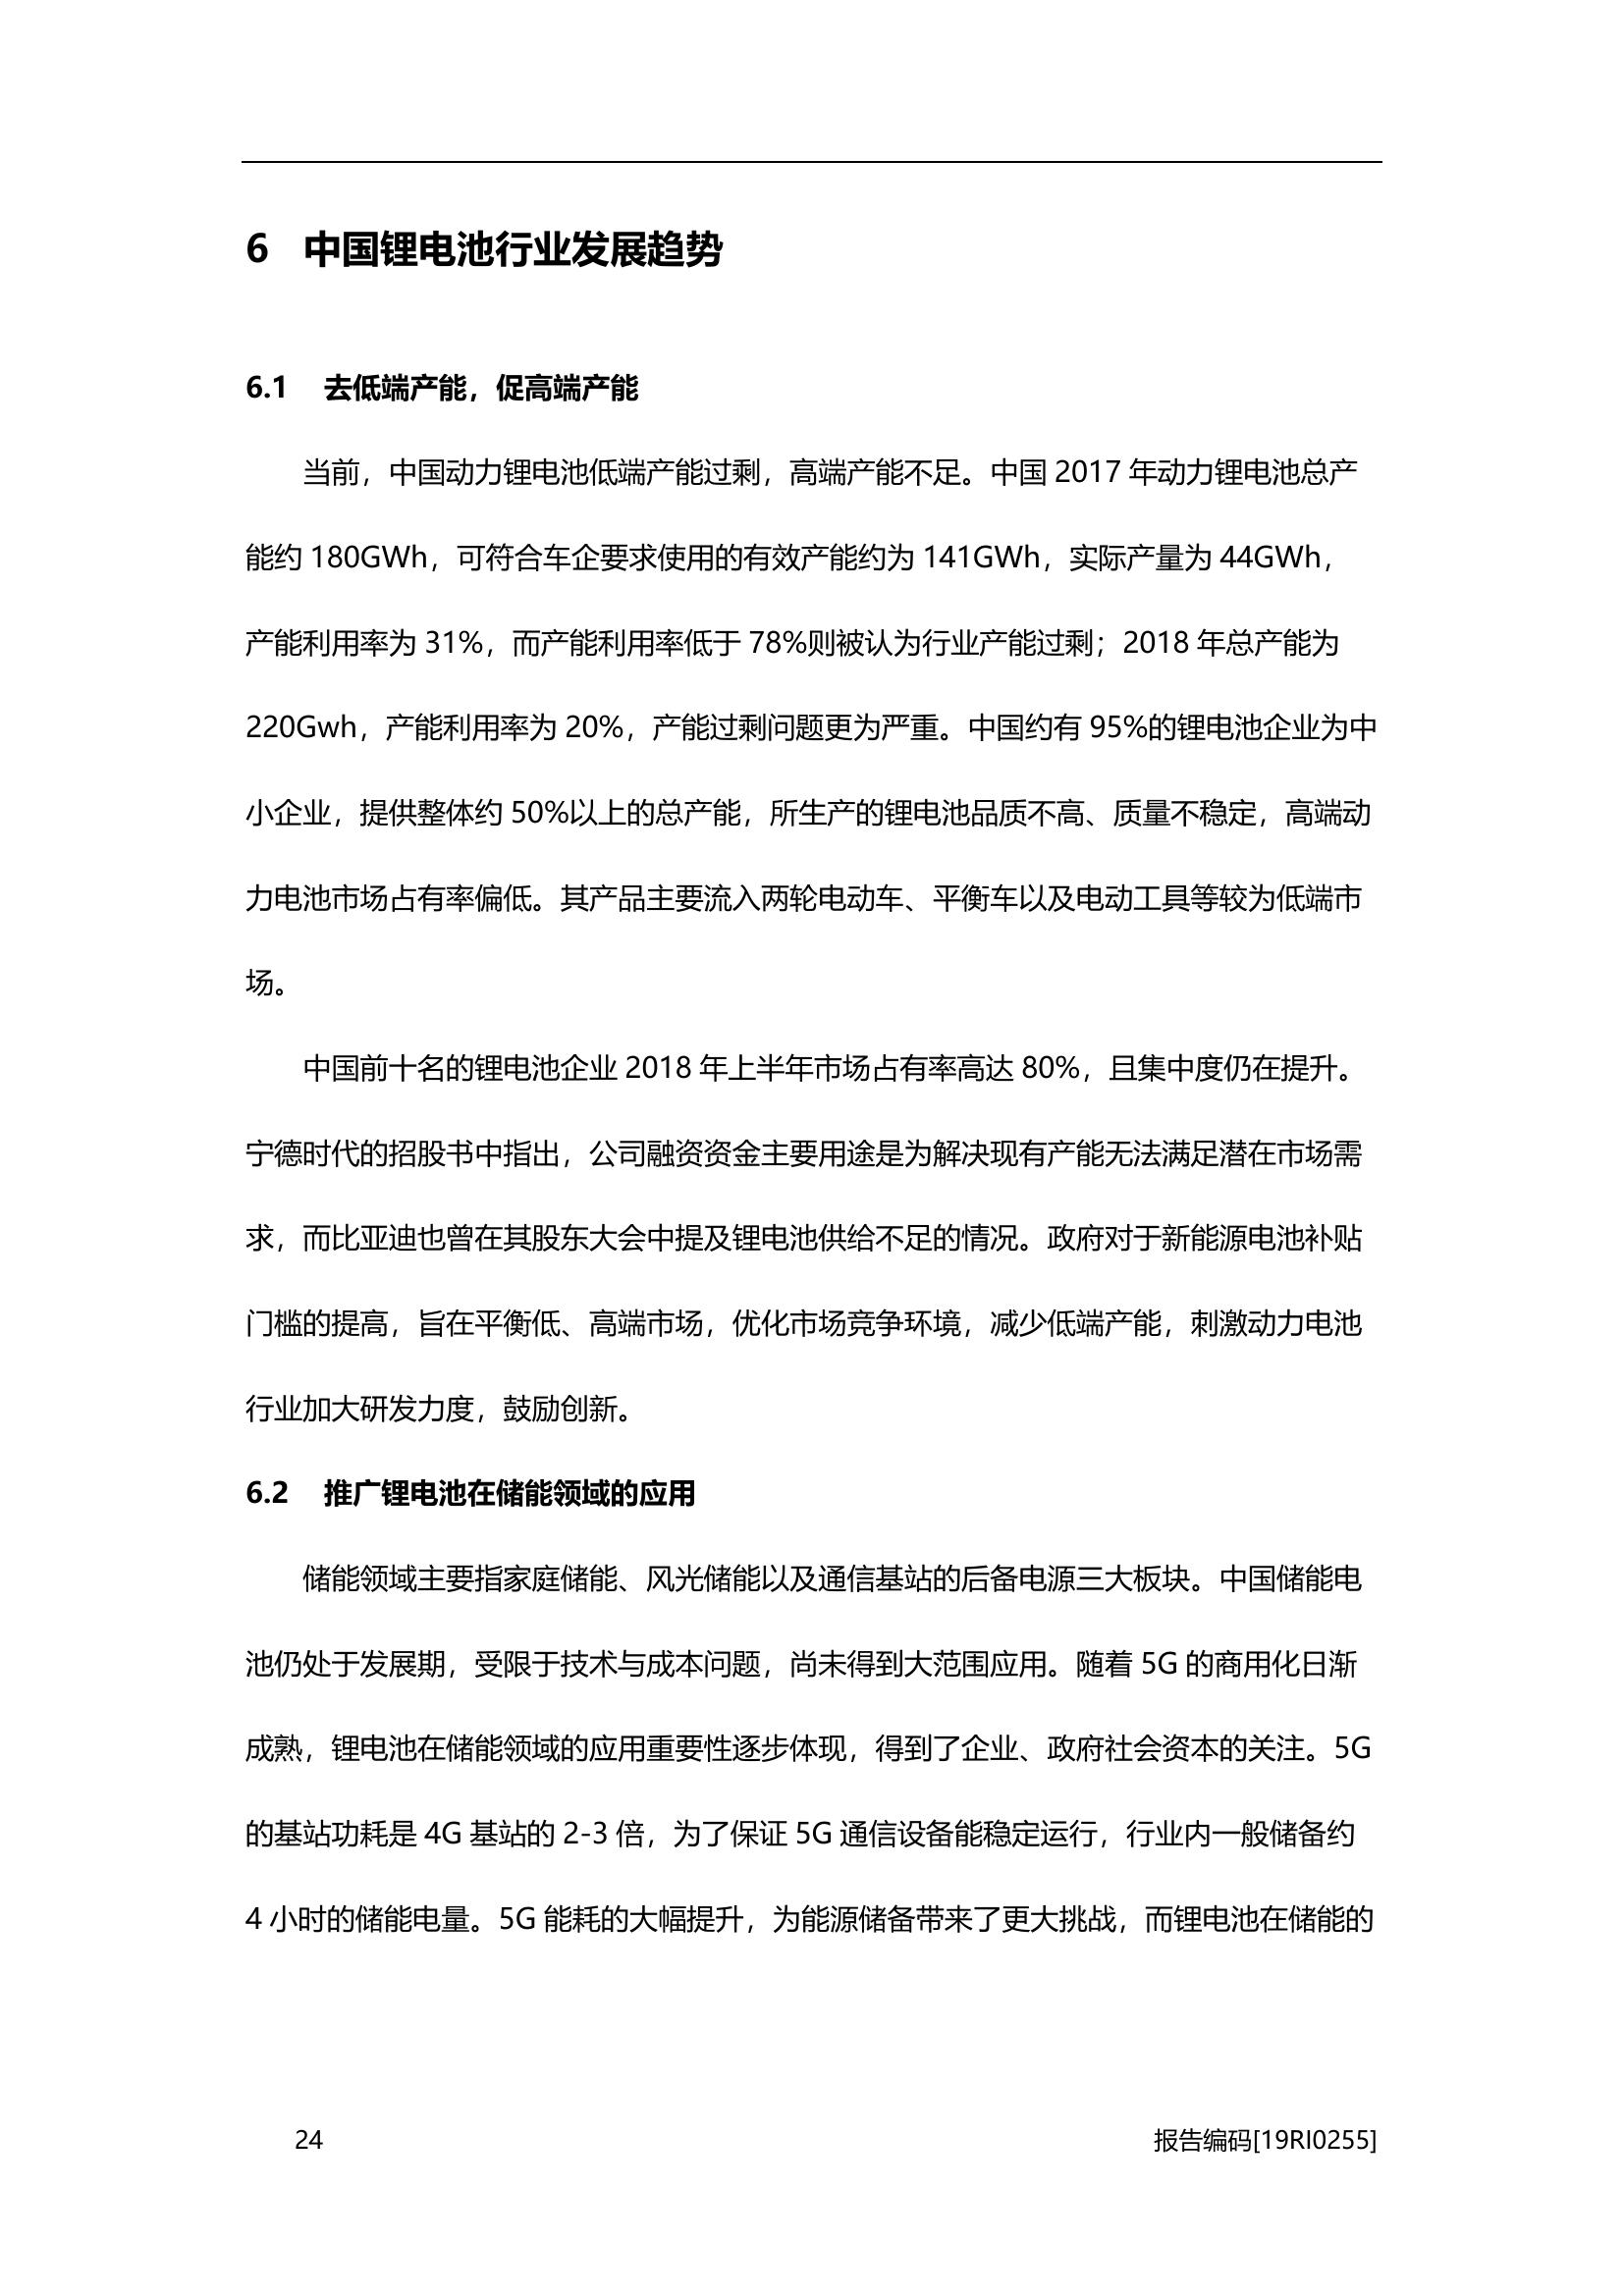 6 中国锂电池行业发展趋势
6.1 去低端产能，促高端产能
当前，中国动力锂电池低端产能过剩，高端产能不足。中国 2017 年动力锂电池总产
能约 180GWh，可符合车企要求使用的有效产能约为 141GWh，实际产量为 44GWh，
产能利用率为 31%，而产能利用率低于 78%则被认为行业产能过剩；2018 年总产能为
220Gwh，产能利用率为 20%，产能过剩问题更为严重。中国约有 95%的锂电池企业为中
小企业，提供整体约 50%以上的总产能，所生产的锂电池品质不高、质量不稳定，高端动
力电池市场占有率偏低。其产品主要流入两轮电动车、平衡车以及电动工具等较为低端市
场。
中国前十名的锂电池企业 2018 年上半年市场占有率高达 80%，且集中度仍在提升。
宁德时代的招股书中指出，公司融资资金主要用途是为解决现有产能无法满足潜在市场需
求，而比亚迪也曾在其股东大会中提及锂电池供给不足的情况。政府对于新能源电池补贴
门槛的提高，旨在平衡低、高端市场，优化市场竞争环境，减少低端产能，刺激动力电池
行业加大研发力度，鼓励创新。
6.2 推广锂电池在储能领域的应用
储能领域主要指家庭储能、风光储能以及通信基站的后备电源三大板块。中国储能电
池仍处于发展期，受限于技术与成本问题，尚未得到大范围应用。随着 5G 的商用化日渐
成熟，锂电池在储能领域的应用重要性逐步体现，得到了企业、政府社会资本的关注。5G
的基站功耗是 4G 基站的 2-3 倍，为了保证 5G 通信设备能稳定运行，行业内一般储备约
4 小时的储能电量。5G 能耗的大幅提升，为能源储备带来了更大挑战，而锂电池在储能的
24 报告编码[19RI0255]